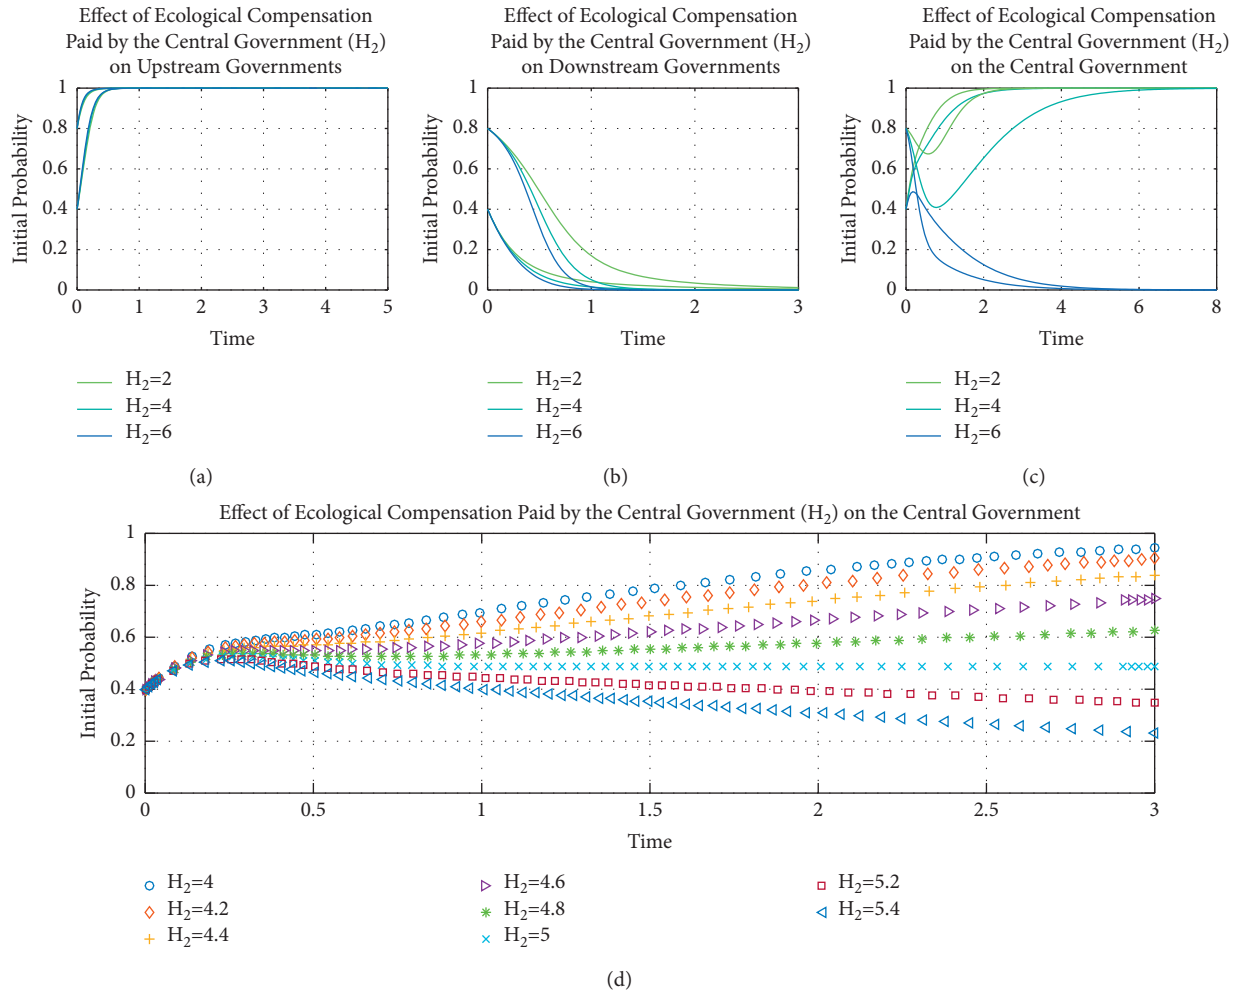 Effect of Ecological Compensation
Paid by the Central Government (H₂)
on Upstream Governments
1
0.8
0.6
0.4
0.2
0
Initial Probability
0 1 2 3 4 5
Time
H₂=2
H₂=4
H₂=6
(a)
Effect of Ecological Compensation
Paid by the Central Government (H₂)
on Downstream Governments
1
0.8
0.6
0.4
0.2
0
Initial Probability
0 1 2 3
Time
H₂=2
H₂=4
H₂=6
(b)
Effect of Ecological Compensation
Paid by the Central Government (H₂)
on the Central Government
1
0.8
0.6
0.4
0.2
0
Initial Probability
0 2 4 6 8
Time
H₂=2
H₂=4
H₂=6
(c)
Effect of Ecological Compensation Paid by the Central Government (H₂) on the Central Government
1
0.8
0.6
0.4
0.2
0
Initial Probability
0 0.5 1 1.5 2 2.5 3
Time
H₂=4
H₂=4.2
H₂=4.4
H₂=4.6
H₂=4.8
H₂=5
H₂=5.2
H₂=5.4
(d)